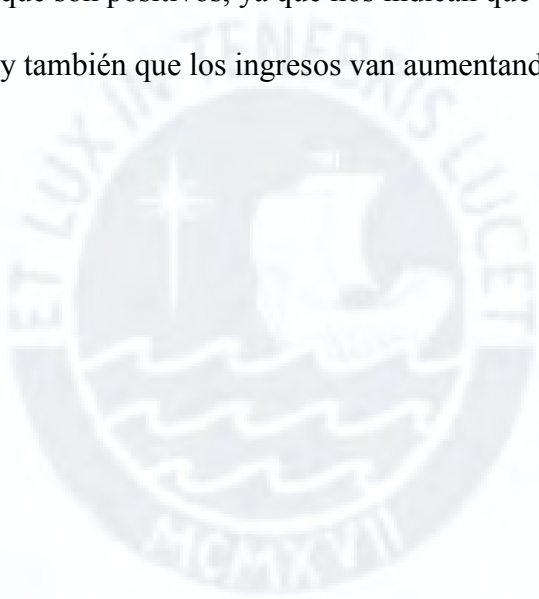 que son positivos, ya que nos indican que
y también que los ingresos van aumentand
ET LUX IN TENEBRIS LUCET
MCMXVII